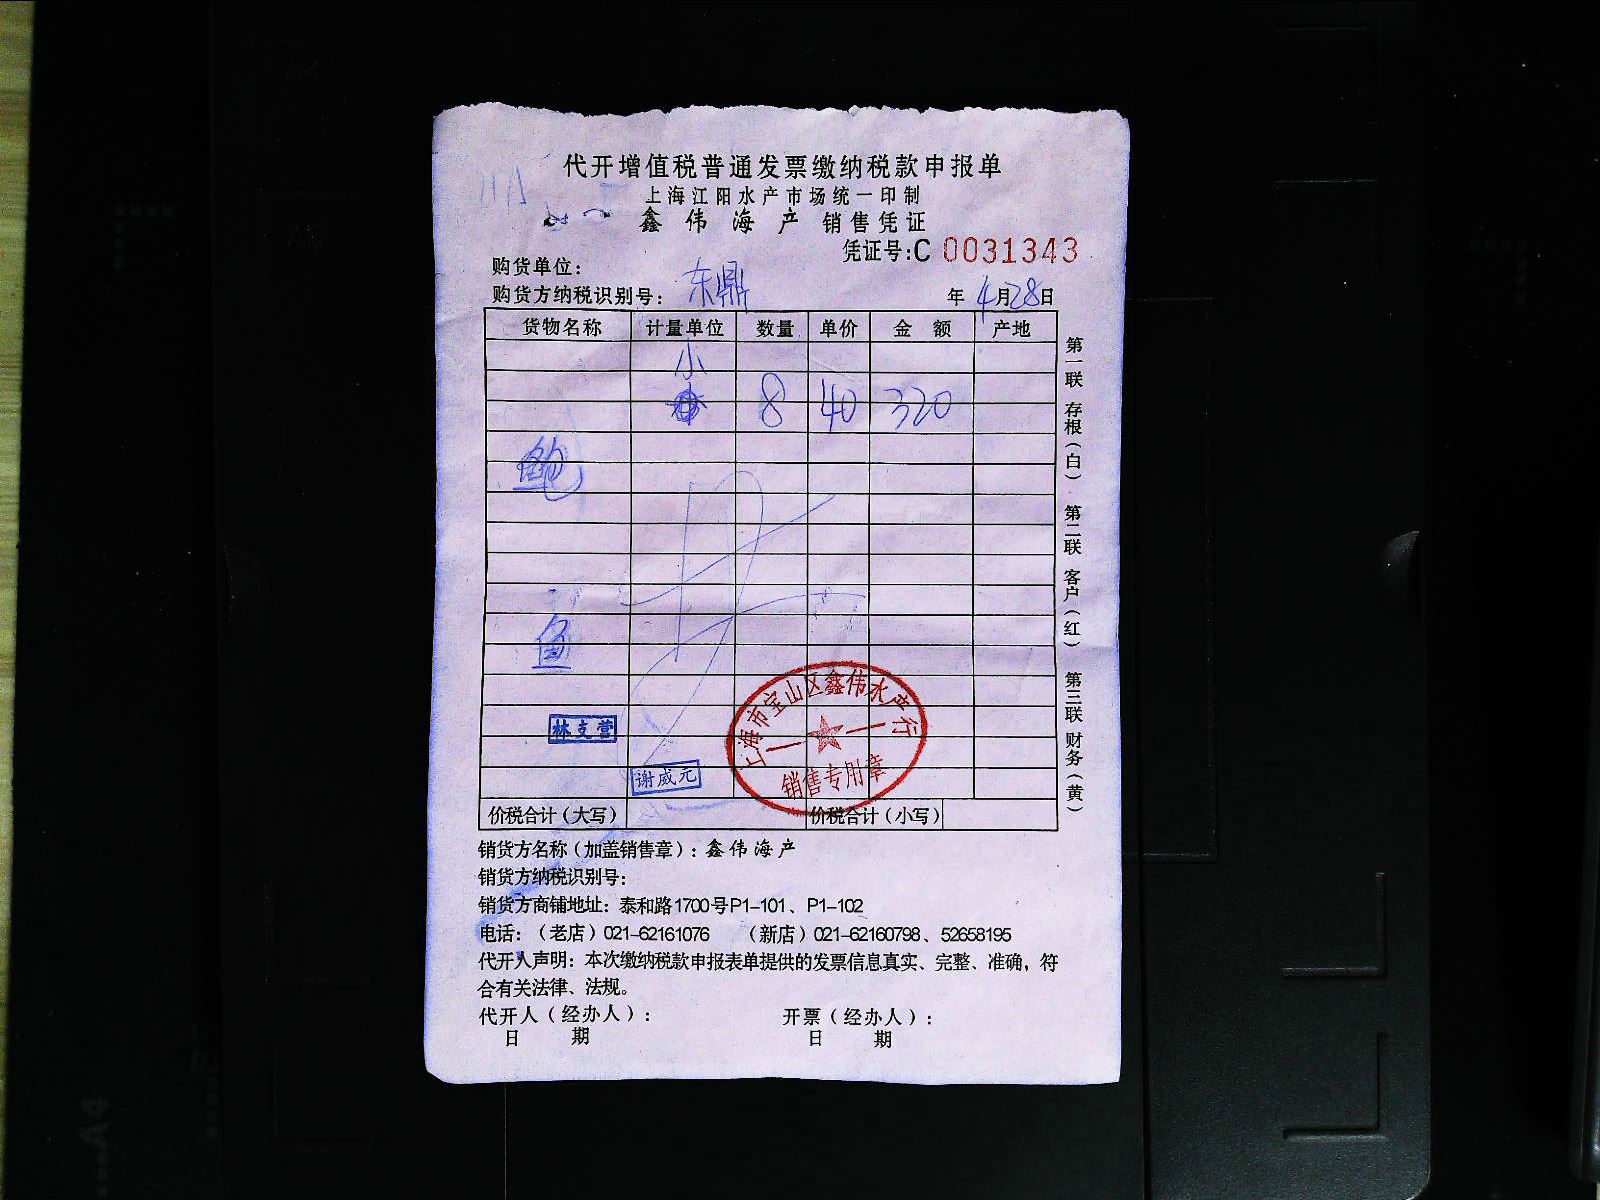 代开增值税普通发票缴纳税款申报单
上海江阳水产市场统一印制
鑫伟海产 销售凭证
凭证号:C 0031343
购货单位:
购货方纳税识别号: 东鼎 年 4月28日
货物名称 计量单位 数量 单价 金额 产地
小
8 40 320
鲍
鱼
林支营
谢威元
上海市宝山区鑫伟水产行
销售专用章
价税合计(大写) 价税合计(小写)
第一联 存根(白) 第二联 客户(红) 第三联 财务(黄)
销货方名称(加盖销售章):鑫伟海产
销货方纳税识别号:
销货方商铺地址:泰和路1700号P1-101、P1-102
电话:(老店)021-62161076 (新店)021-62160798、52658195
代开人声明:本次缴纳税款申报表单提供的发票信息真实、完整、准确,符
合有关法律、法规。
代开人(经办人): 开票(经办人):
日 期 日 期
A4